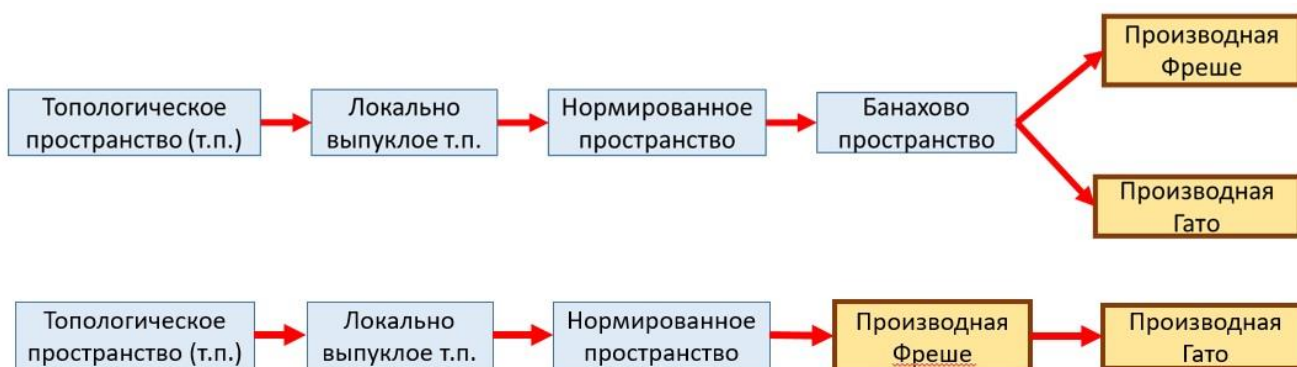 Производная
Фреше
Топологическое
пространство (т.п.)
Локально
выпуклое т.п.
Нормированное
пространство
Банахово
пространство
Производная
Гато
Топологическое
пространство (т.п.)
Локально
выпуклое т.п.
Нормированное
пространство
Производная
Фреше
Производная
Гато